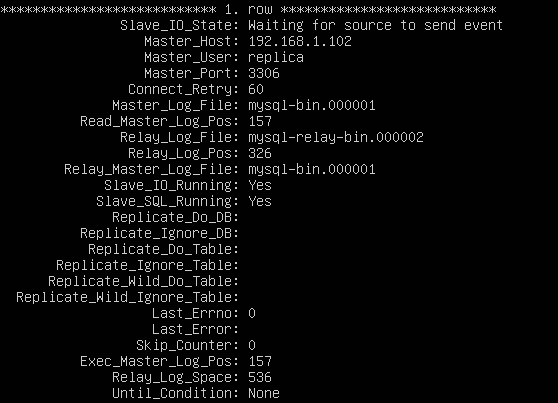 *************************** 1. row ***************************
Slave_IO_State: Waiting for source to send event
Master_Host: 192.168.1.102
Master_User: replica
Master_Port: 3306
Connect_Retry: 60
Master_Log_File: mysql-bin.000001
Read_Master_Log_Pos: 157
Relay_Log_File: mysql-relay-bin.000002
Relay_Log_Pos: 326
Relay_Master_Log_File: mysql-bin.000001
Slave_IO_Running: Yes
Slave_SQL_Running: Yes
Replicate_Do_DB:
Replicate_Ignore_DB:
Replicate_Do_Table:
Replicate_Ignore_Table:
Replicate_Wild_Do_Table:
Replicate_Wild_Ignore_Table:
Last_Errno: 0
Last_Error:
Skip_Counter: 0
Exec_Master_Log_Pos: 157
Relay_Log_Space: 536
Until_Condition: None